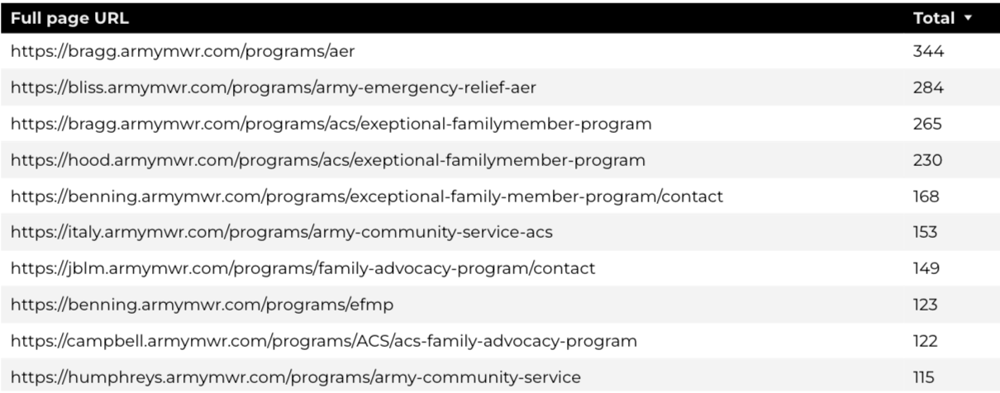 Full page URL Total ▼
https://bragg.armymwr.com/programs/aer 344
https://bliss.armymwr.com/programs/army-emergency-relief-aer 284
https://bragg.armymwr.com/programs/acs/exeptional-familymember-program 265
https://hood.armymwr.com/programs/acs/exeptional-familymember-program 230
https://benning.armymwr.com/programs/exceptional-family-member-program/contact 168
https://italy.armymwr.com/programs/army-community-service-acs 153
https://jblm.armymwr.com/programs/family-advocacy-program/contact 149
https://benning.armymwr.com/programs/efmp 123
https://campbell.armymwr.com/programs/ACS/acs-family-advocacy-program 122
https://humphreys.armymwr.com/programs/army-community-service 115